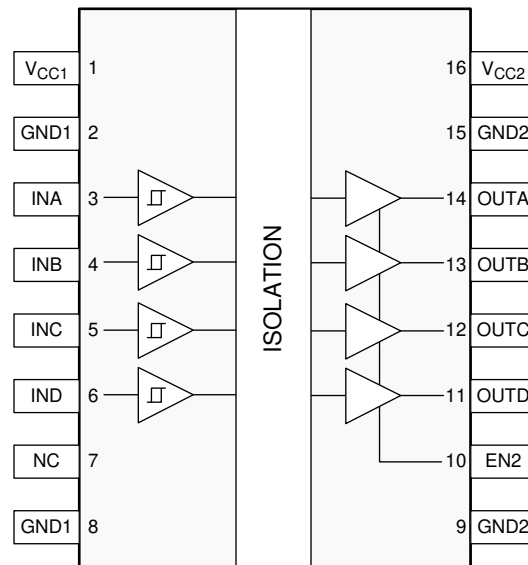 VCC1 1 16 VCC2
GND1 2 15 GND2
INA 3 14 OUTA
INB 4 13 OUTB
INC 5 12 OUTC
IND 6 11 OUTD
NC 7 10 EN2
GND1 8 9 GND2
ISOLATION